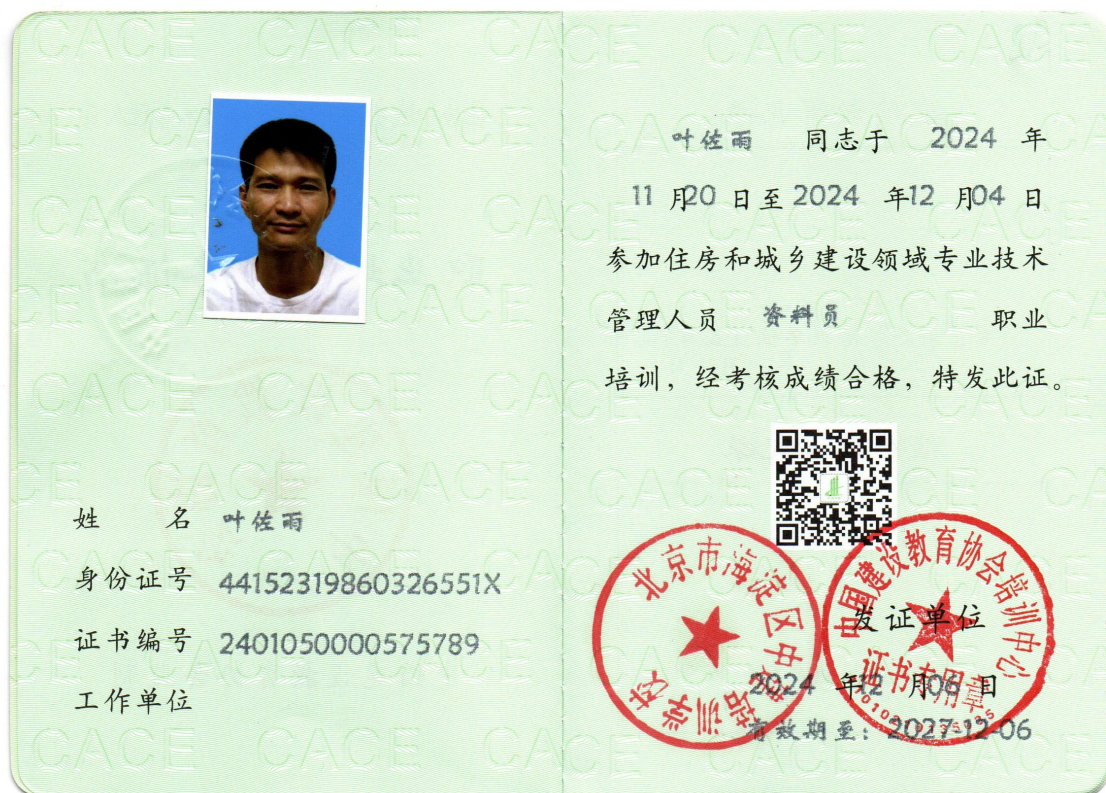 姓 名 叶佐雨
身份证号 44152319860326551X
证书编号 2401050000575789
工作单位
叶佐雨 同志于 2024 年
11 月20 日至 2024 年12 月04 日
参加住房和城乡建设领域专业技术
管理人员 资料员 职业
培训，经考核成绩合格，特发此证。
北京市海淀区中 培训学校
中国建设教育协会培训中心
证书专用章
发证单位
2024 年12 月06 日
有效期至：2027-12-06
CACE